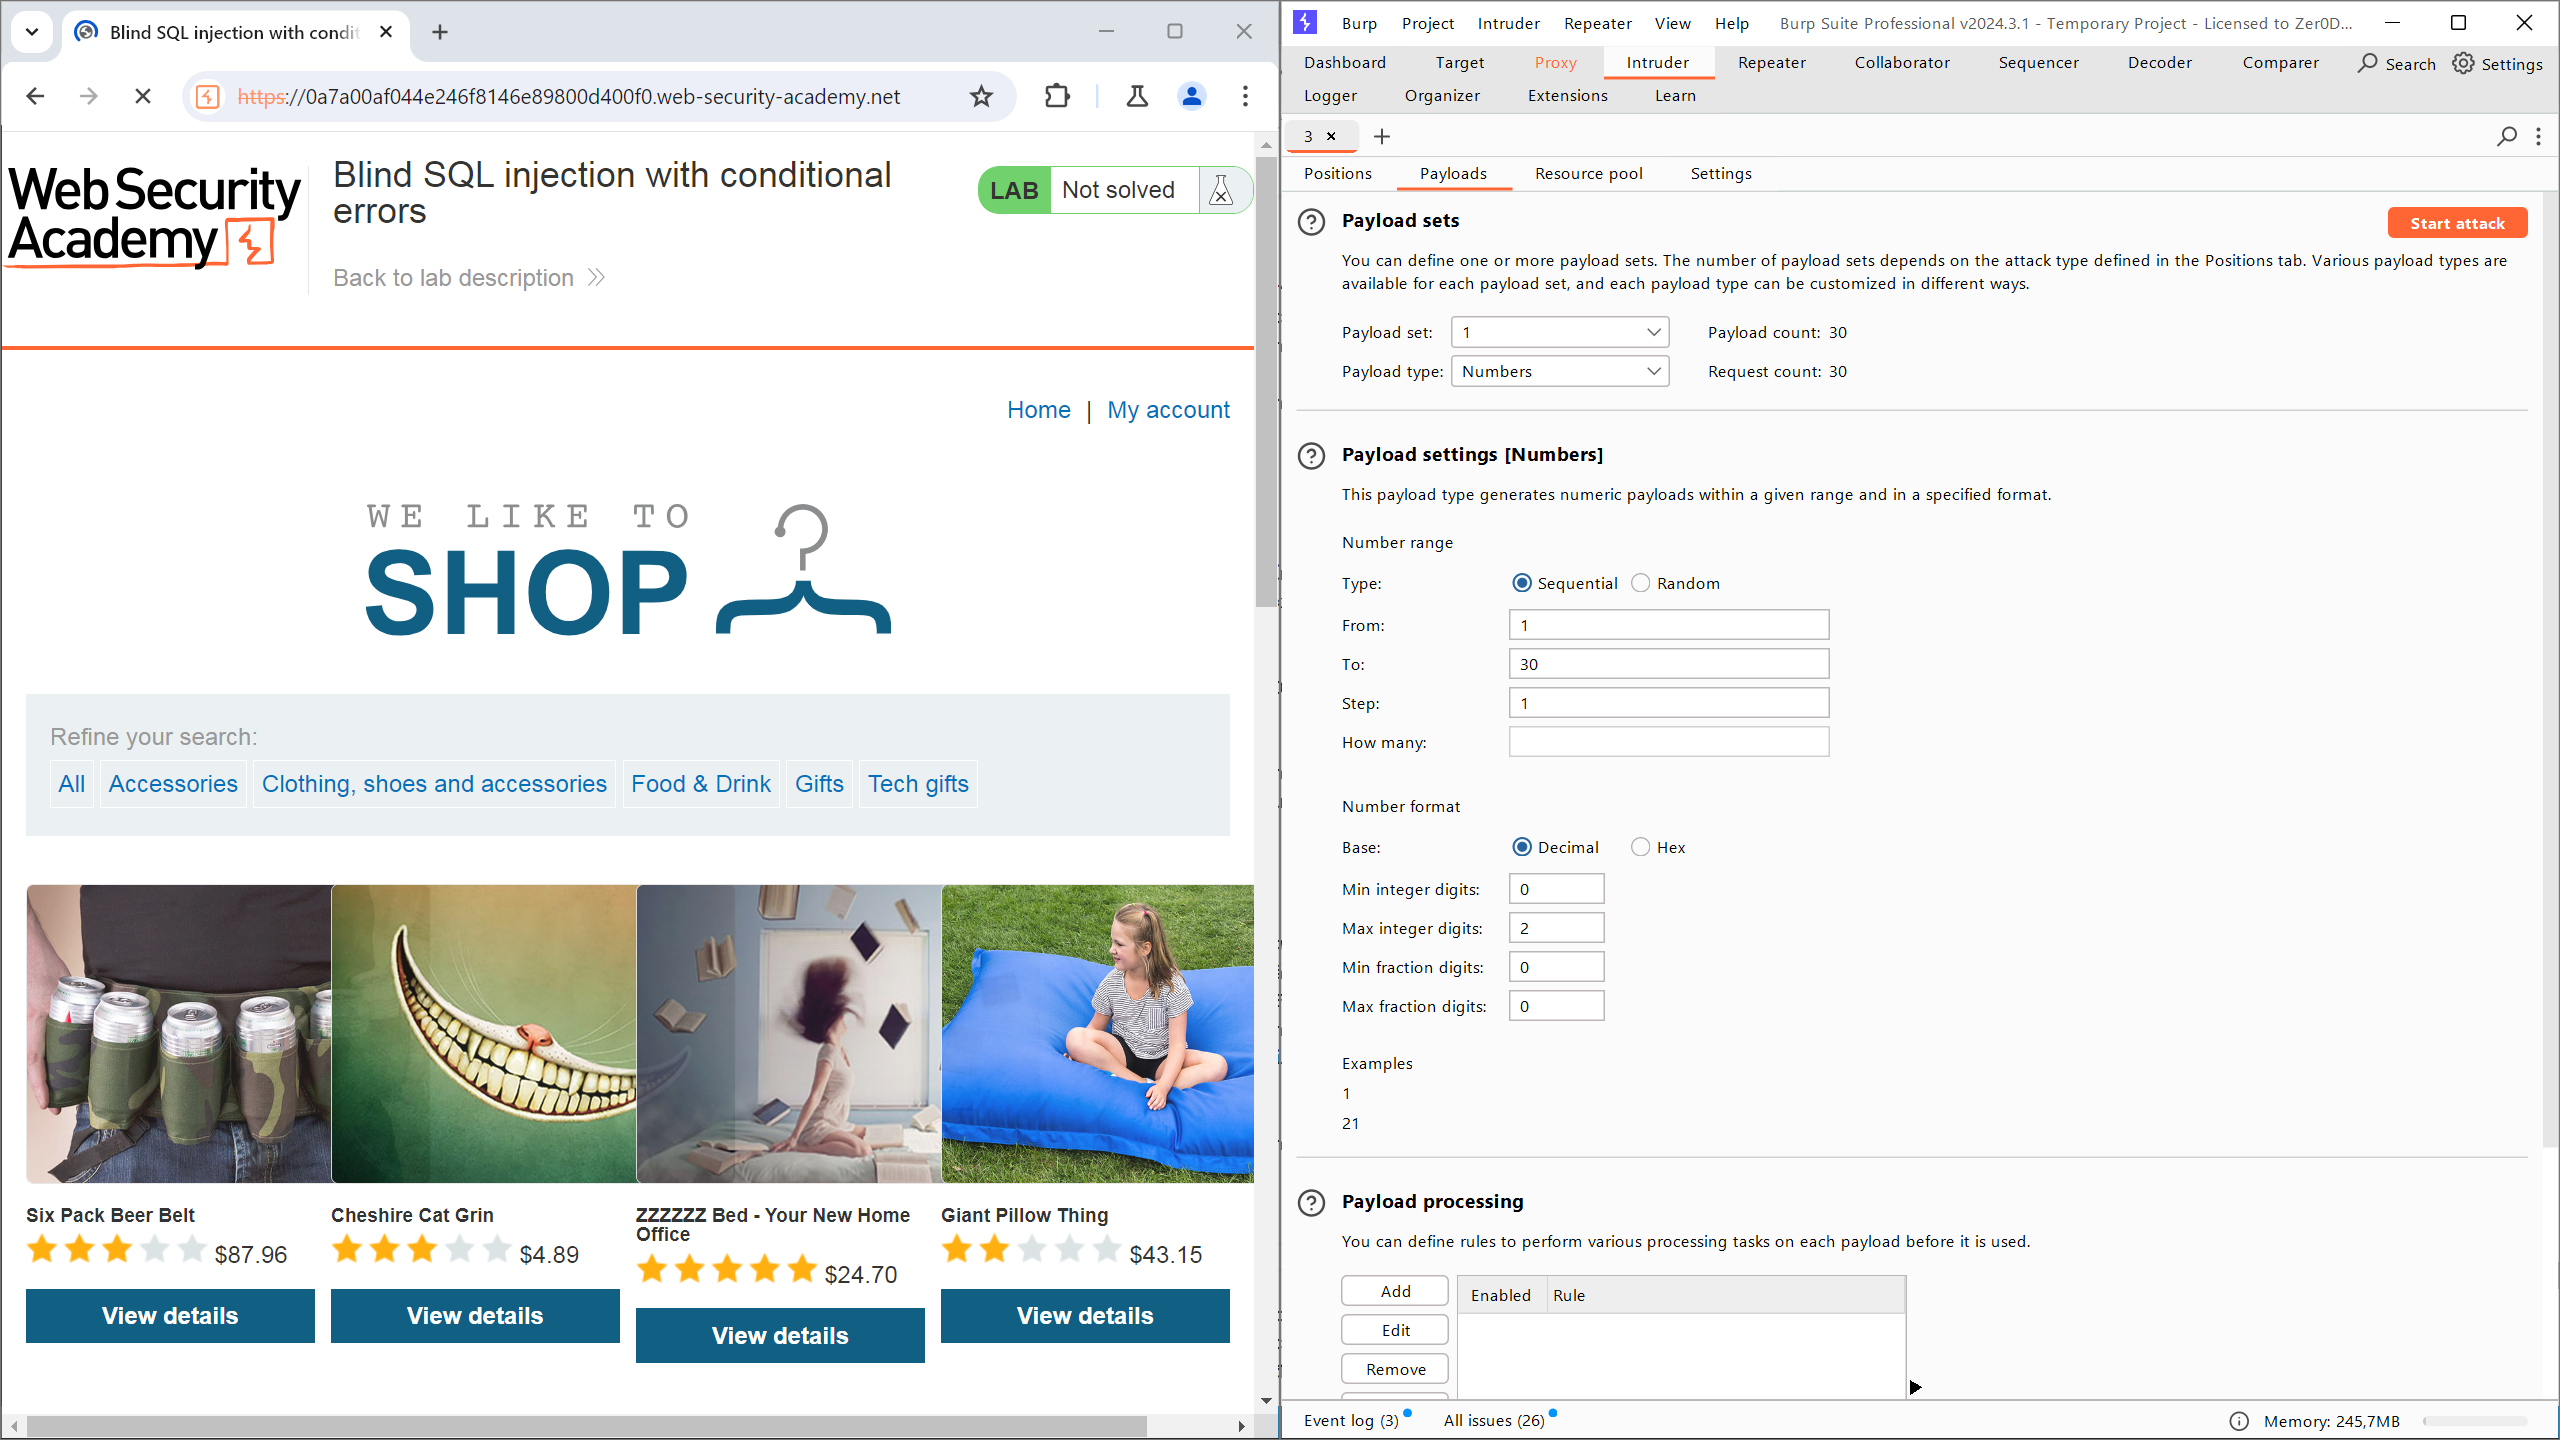 Blind SQL injection with condit
https://0a7a00af044e246f8146e89800d400f0.web-security-academy.net
Web Security
Academy
Blind SQL injection with conditional
errors
LAB Not solved
Back to lab description
Home | My account
WE LIKE TO
SHOP
Refine your search:
All Accessories Clothing, shoes and accessories Food & Drink Gifts Tech gifts
Six Pack Beer Belt
$87.96
View details
Cheshire Cat Grin
$4.89
View details
ZZZZZZ Bed - Your New Home
Office
$24.70
View details
Giant Pillow Thing
$43.15
View details
Burp Project Intruder Repeater View Help Burp Suite Professional v2024.3.1 - Temporary Project - Licensed to Zer0D...
Dashboard Target Proxy Intruder Repeater Collaborator Sequencer Decoder Comparer Search Settings
Logger Organizer Extensions Learn
3
Positions Payloads Resource pool Settings
Payload sets
Start attack
You can define one or more payload sets. The number of payload sets depends on the attack type defined in the Positions tab. Various payload types are
available for each payload set, and each payload type can be customized in different ways.
Payload set: 1 Payload count: 30
Payload type: Numbers Request count: 30
Payload settings [Numbers]
This payload type generates numeric payloads within a given range and in a specified format.
Number range
Type: Sequential Random
From: 1
To: 30
Step: 1
How many:
Number format
Base: Decimal Hex
Min integer digits: 0
Max integer digits: 2
Min fraction digits: 0
Max fraction digits: 0
Examples
1
21
Payload processing
You can define rules to perform various processing tasks on each payload before it is used.
Add
Edit
Remove
Enabled Rule
Event log (3) All issues (26) Memory: 245,7MB